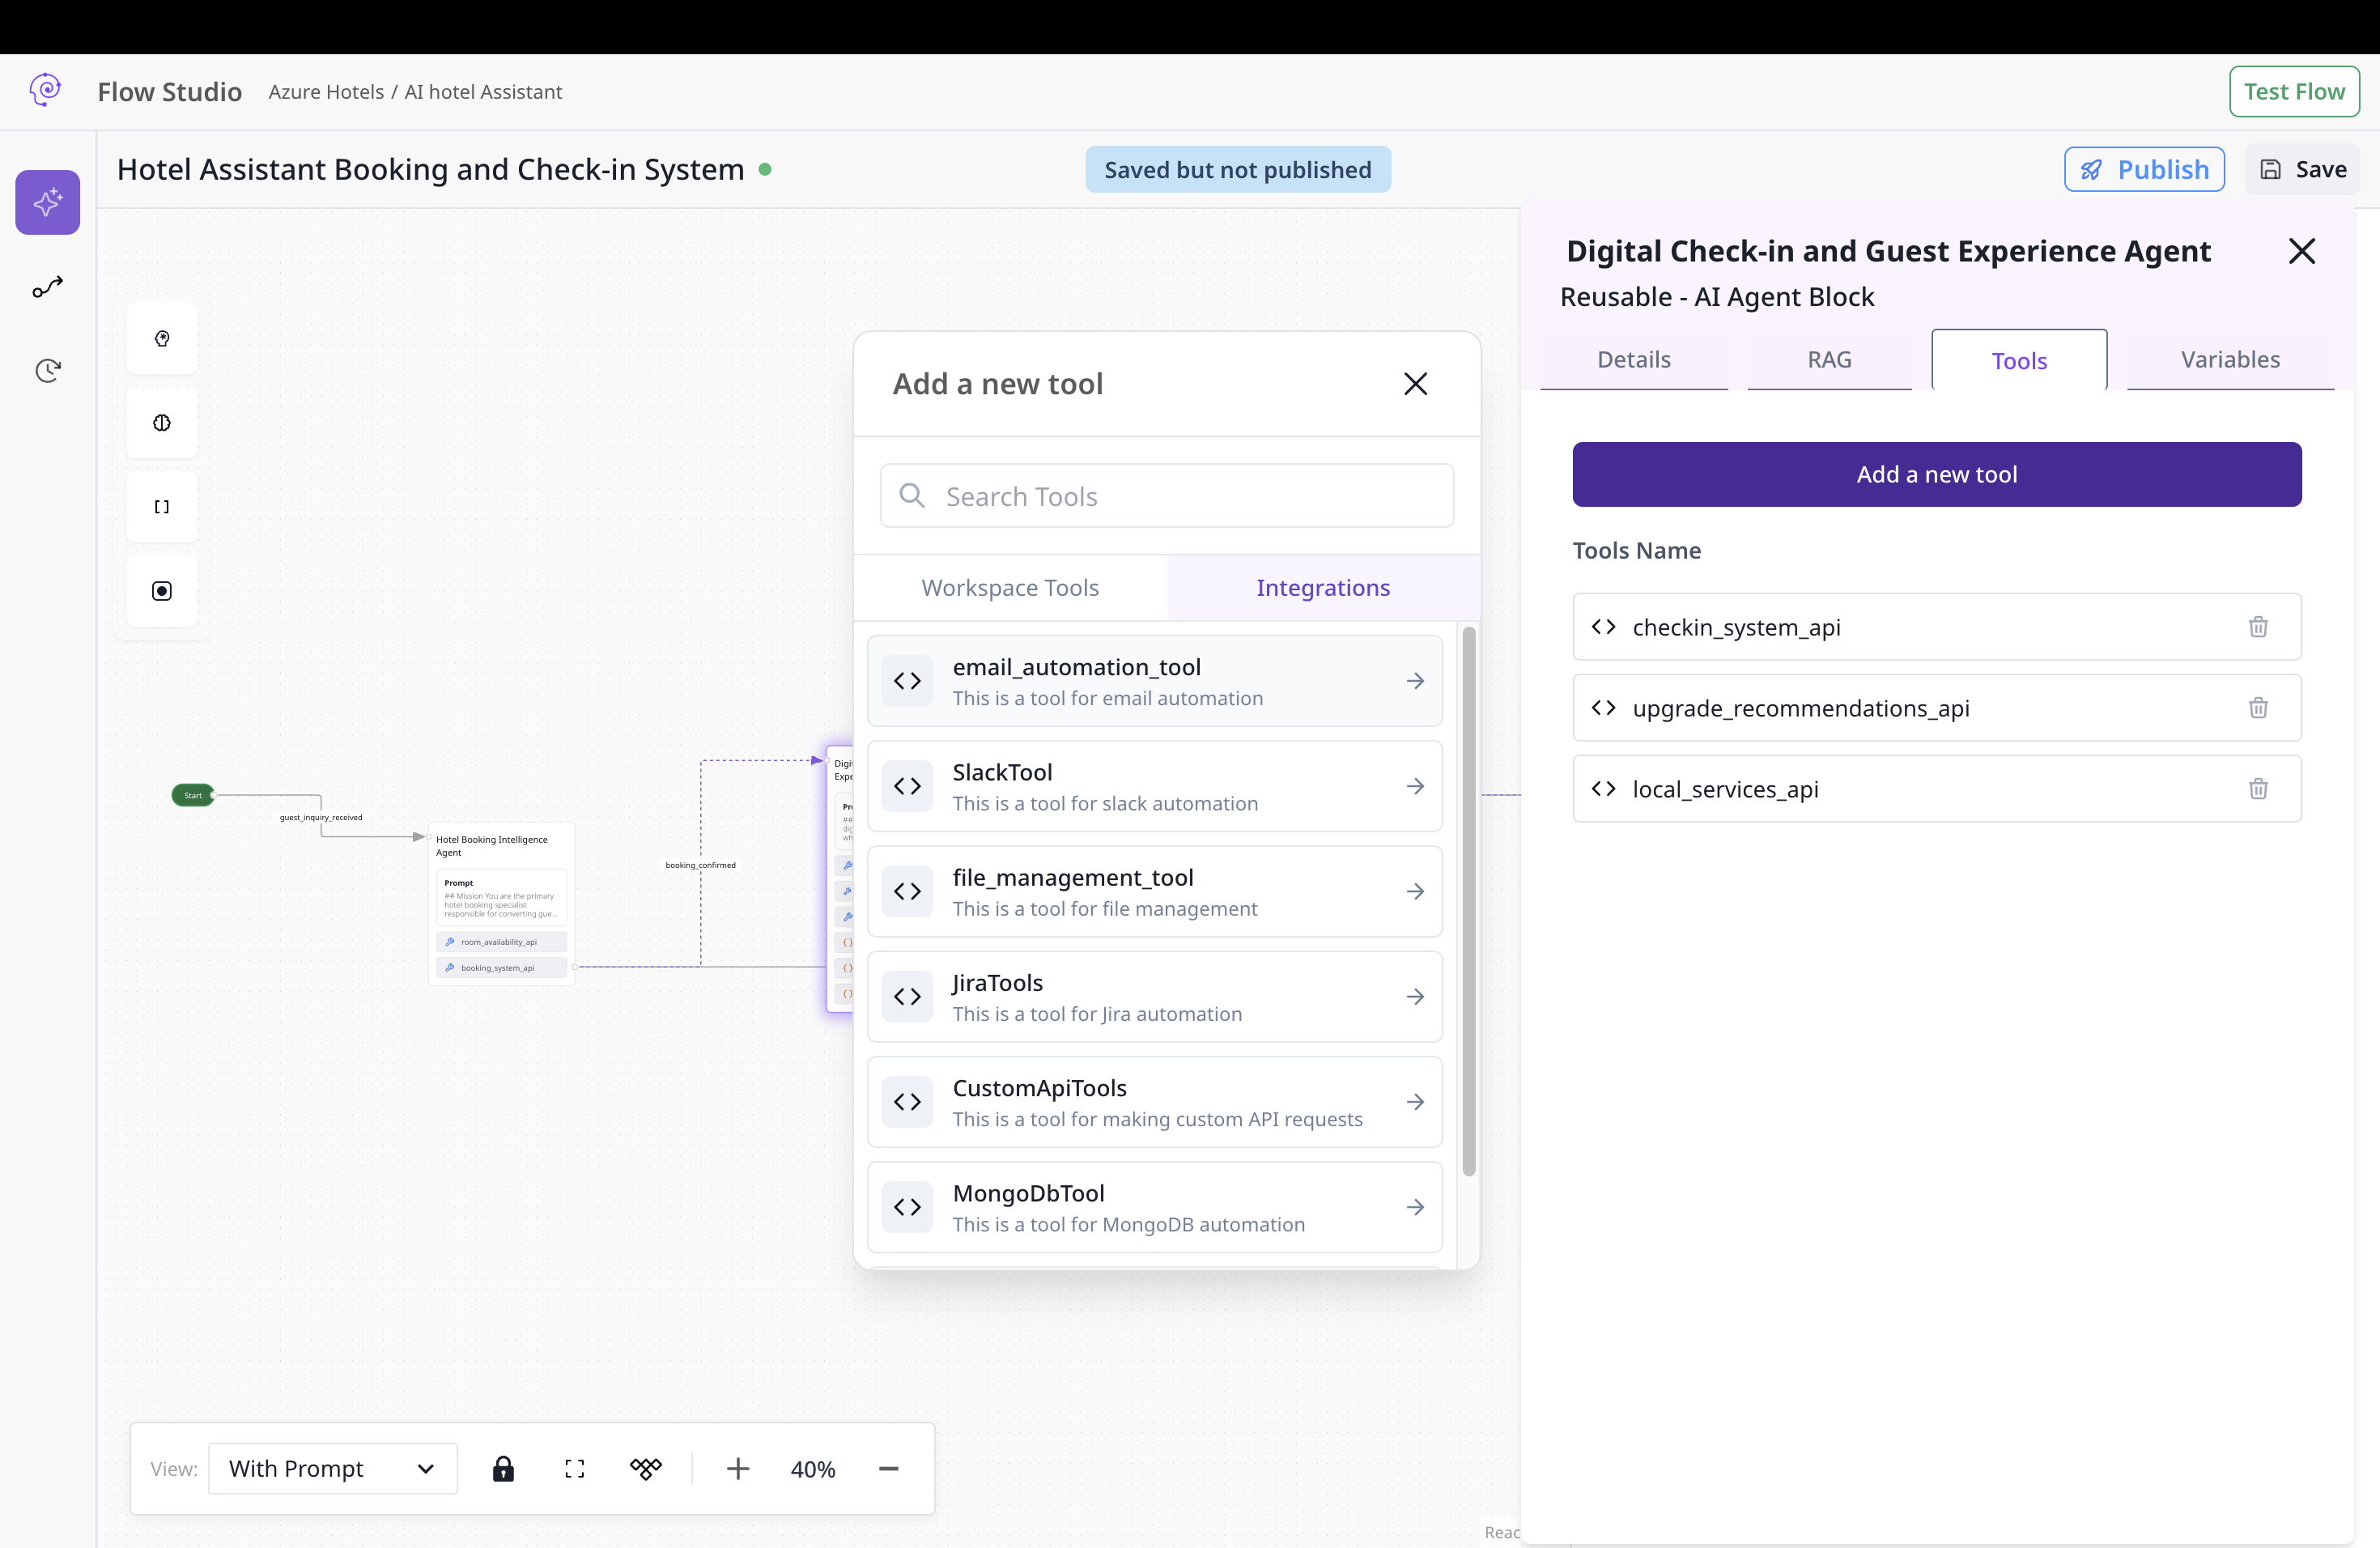 Flow Studio
Azure Hotels / AI hotel Assistant
Test Flow
Hotel Assistant Booking and Check-in System
Saved but not published
Publish
Save
Start
guest_inquiry_received
Hotel Booking Intelligence
Agent
Prompt
## Mission You are the primary
hotel booking specialist
responsible for converting gue...
room_availability_api
booking_system_api
booking_confirmed
Add a new tool
Search Tools
Workspace Tools
Integrations
email_automation_tool
This is a tool for email automation
SlackTool
This is a tool for slack automation
file_management_tool
This is a tool for file management
JiraTools
This is a tool for Jira automation
CustomApiTools
This is a tool for making custom API requests
MongoDbTool
This is a tool for MongoDB automation
Digital Check-in and Guest Experience Agent
Reusable - AI Agent Block
Details
RAG
Tools
Variables
Add a new tool
Tools Name
checkin_system_api
upgrade_recommendations_api
local_services_api
View:
With Prompt
40%